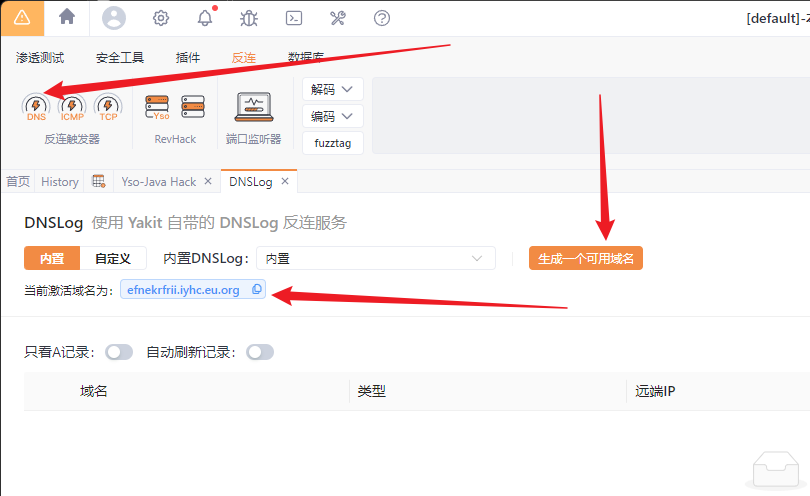 [default]-
渗透测试 安全工具 插件 反连 数据库
DNS ICMP TCP
反连触发器
Yso
RevHack
端口监听器
解码
编码
fuzztag
首页 History Yso-Java Hack × DNSLog ×
DNSLog 使用 Yakit 自带的 DNSLog 反连服务
内置 自定义 内置DNSLog: 内置 生成一个可用域名
当前激活域名为: efnekrfrii.iyhc.eu.org
只看A记录: 自动刷新记录:
域名 类型 远端IP